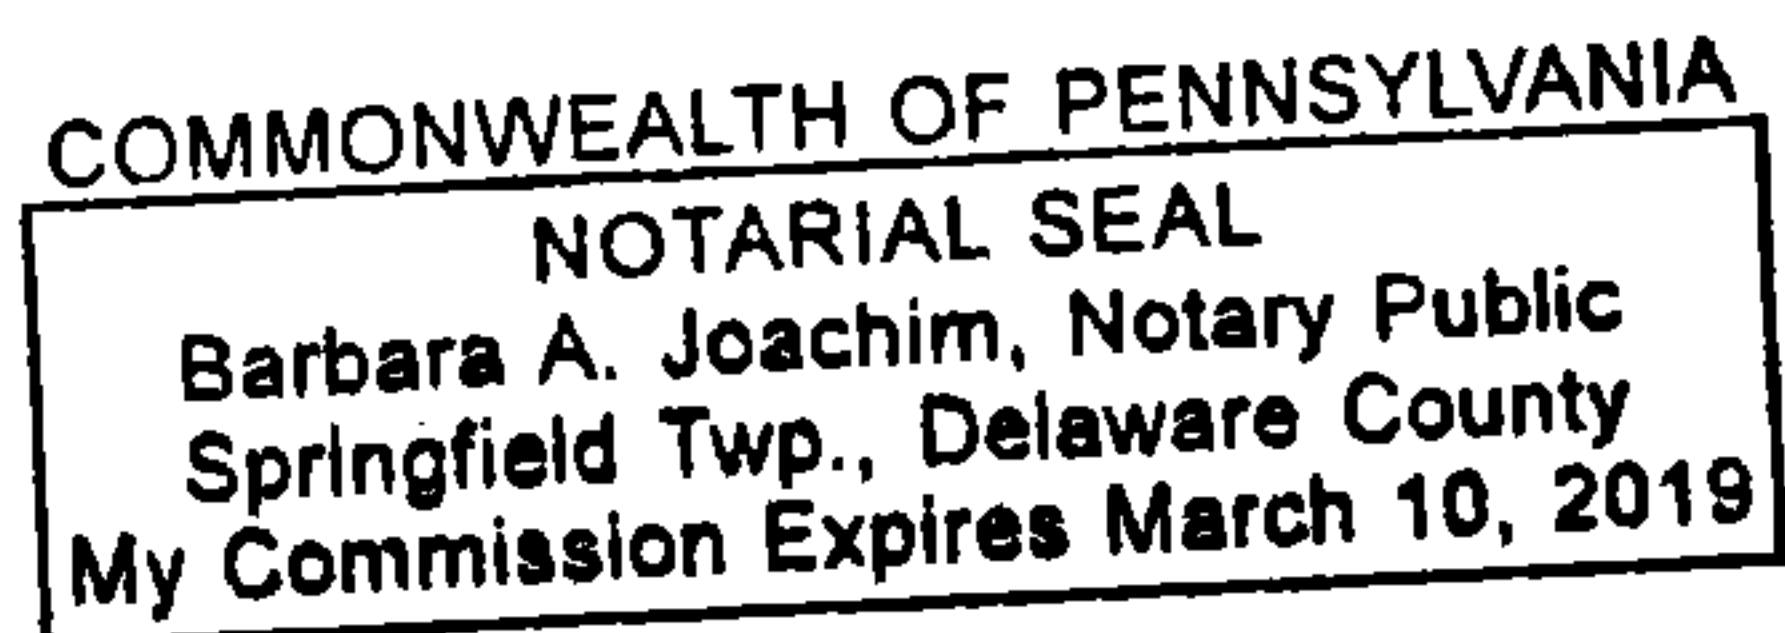 COMMONWEALTH OF PENNSYLVANIA
NOTARIAL SEAL
Barbara A. Joachim, Notary Public
Springfield Twp., Delaware County
My Commission Expires March 10, 2019